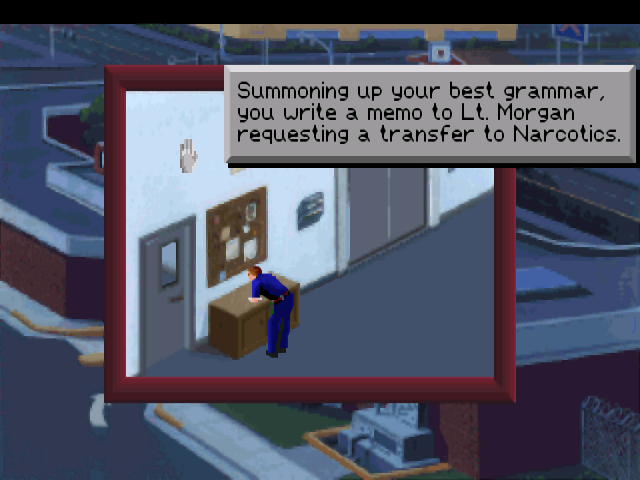 Summoning up your best grammar,
you write a memo to Lt. Morgan
requesting a transfer to Narcotics.